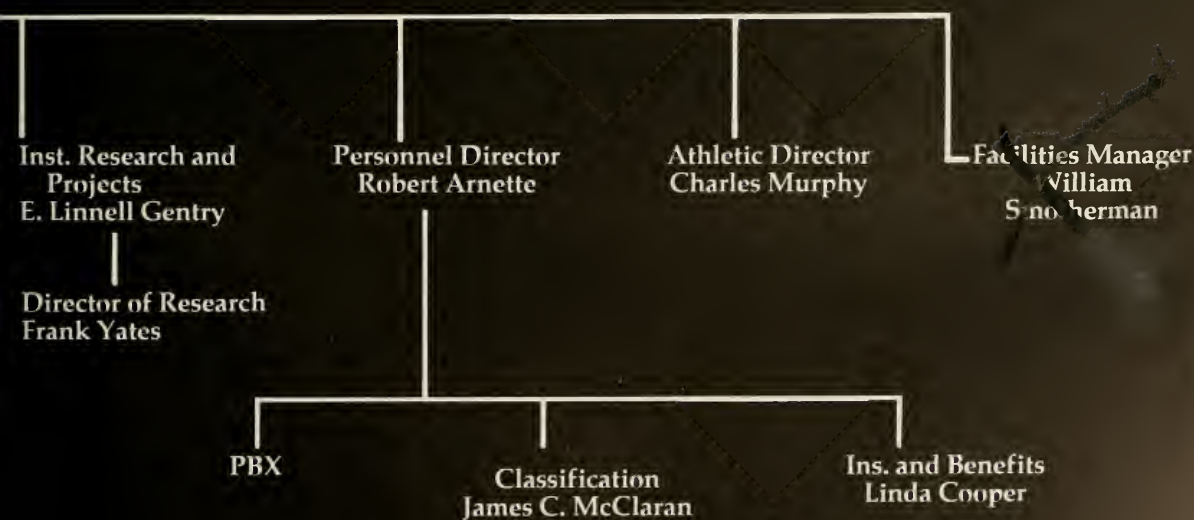 Inst. Research and
Projects
E. Linnell Gentry
Personnel Director
Robert Arnette
Athletic Director
Charles Murphy
Facilities Manager
William
Smotherman
Director of Research
Frank Yates
PBX
Classification
James C. McClaran
Ins. and Benefits
Linda Cooper